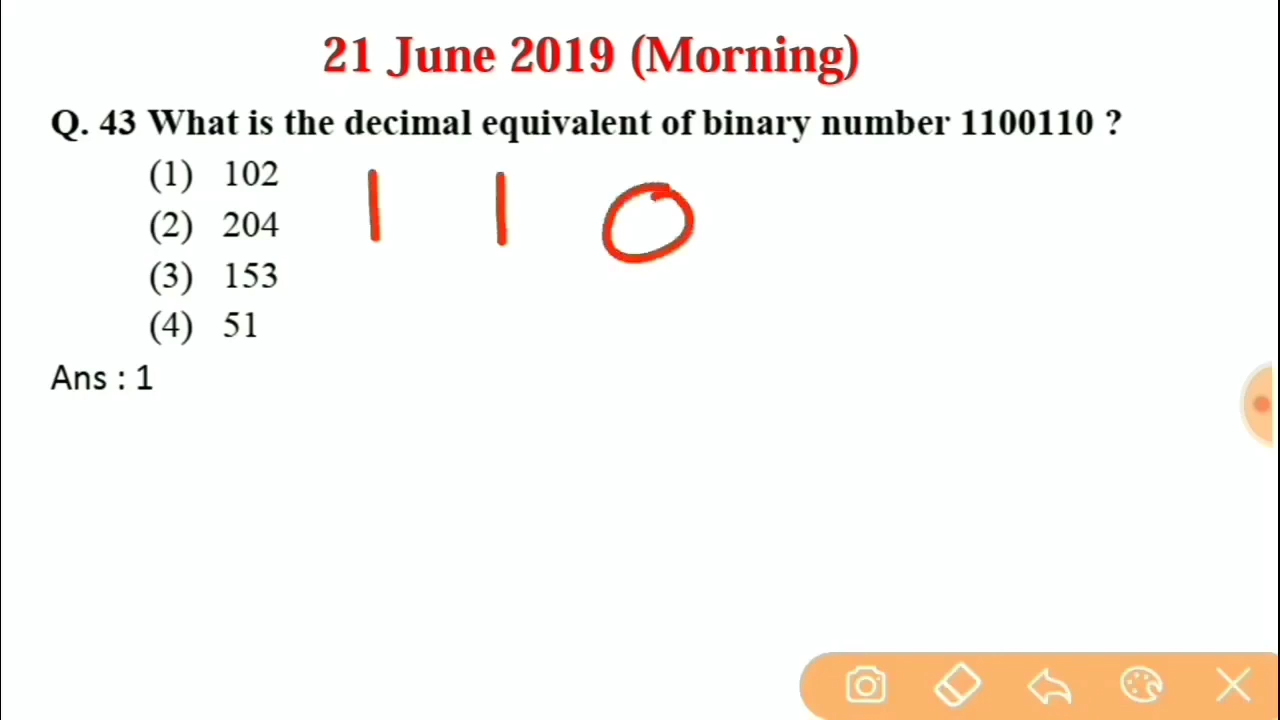 21 June 2019 (Morning)
Q. 43 What is the decimal equivalent of binary number 1100110 ?
(1) 102
1 1 0
(2) 204
(3) 153
(4) 51
Ans : 1